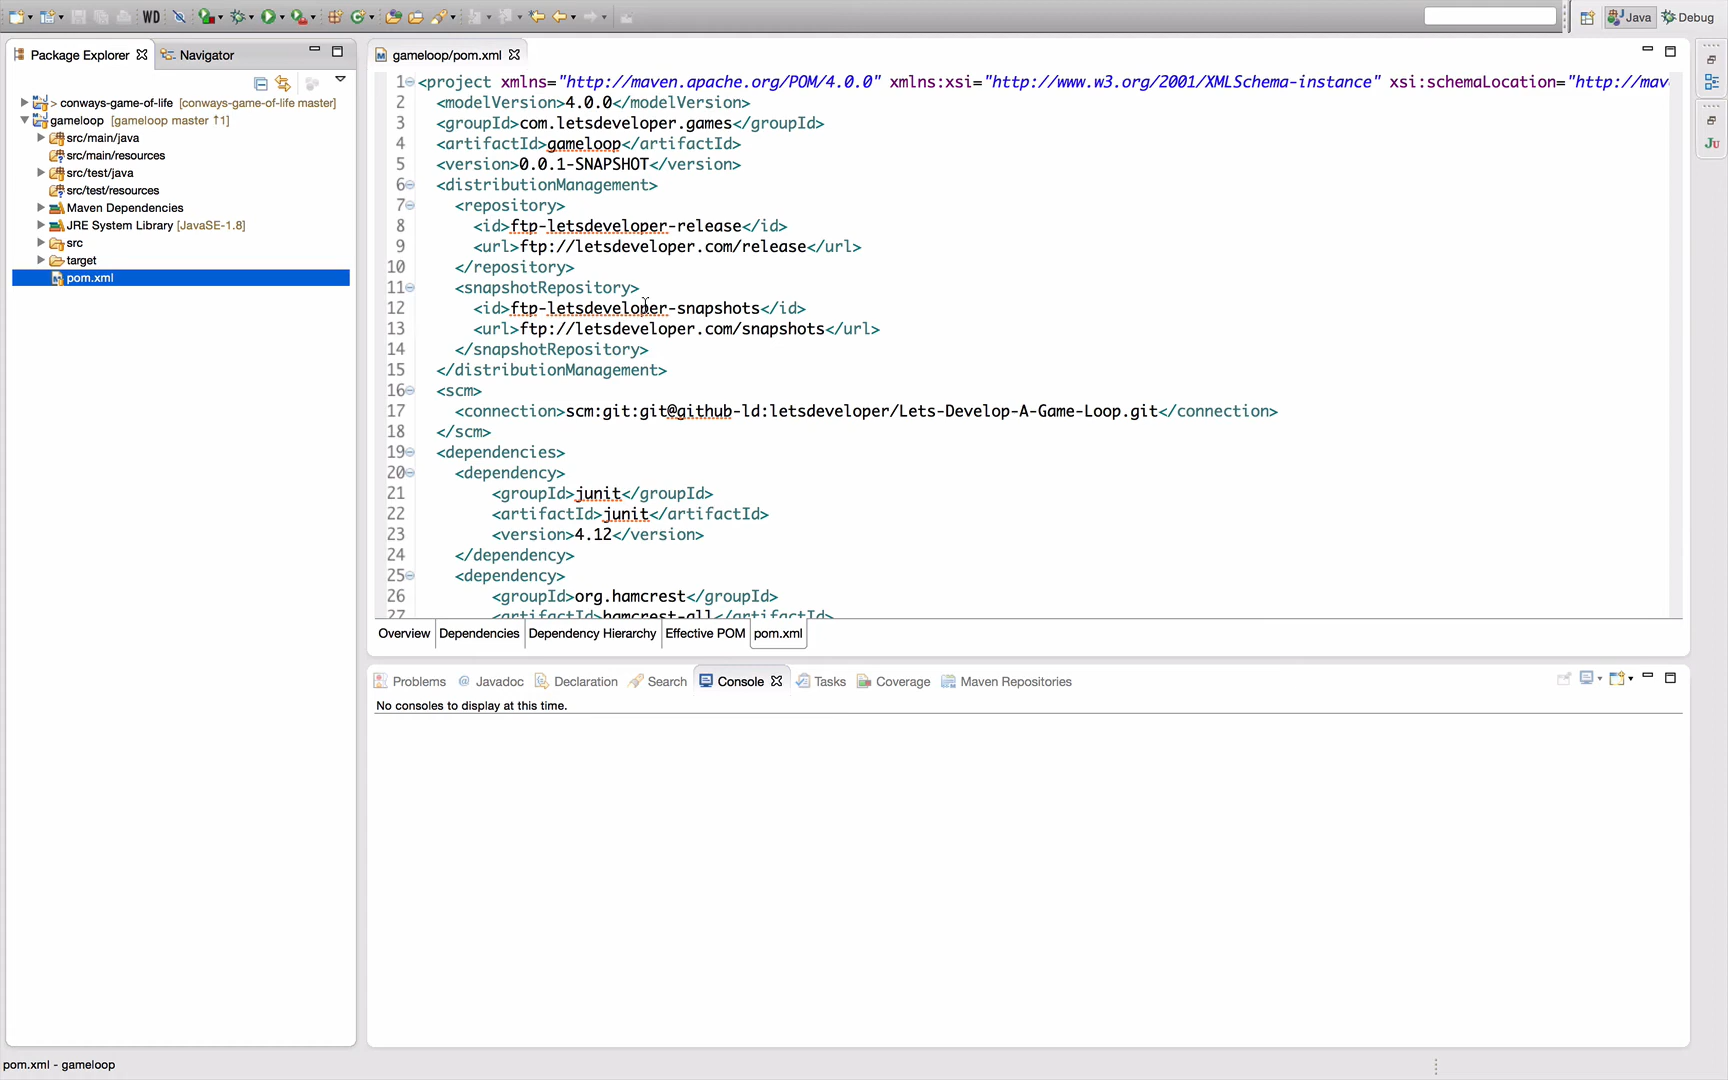 WD
Java
Debug
Package Explorer
Navigator
> conways-game-of-life [conways-game-of-life master]
gameloop [gameloop master ↑1]
src/main/java
src/main/resources
src/test/java
src/test/resources
Maven Dependencies
JRE System Library [JavaSE-1.8]
src
target
pom.xml
gameloop/pom.xml
1 <project xmlns="http://maven.apache.org/POM/4.0.0" xmlns:xsi="http://www.w3.org/2001/XMLSchema-instance" xsi:schemaLocation="http://mav
2 <modelVersion>4.0.0</modelVersion>
3 <groupId>com.letsdeveloper.games</groupId>
4 <artifactId>gameloop</artifactId>
5 <version>0.0.1-SNAPSHOT</version>
6 <distributionManagement>
7 <repository>
8 <id>ftp-letsdeveloper-release</id>
9 <url>ftp://letsdeveloper.com/release</url>
10 </repository>
11 <snapshotRepository>
12 <id>ftp-letsdeveloper-snapshots</id>
13 <url>ftp://letsdeveloper.com/snapshots</url>
14 </snapshotRepository>
15 </distributionManagement>
16 <scm>
17 <connection>scm:git:git@github-ld:letsdeveloper/Lets-Develop-A-Game-Loop.git</connection>
18 </scm>
19 <dependencies>
20 <dependency>
21 <groupId>junit</groupId>
22 <artifactId>junit</artifactId>
23 <version>4.12</version>
24 </dependency>
25 <dependency>
26 <groupId>org.hamcrest</groupId>
27 <artifactId>hamcrest-all</artifactId>
Overview Dependencies Dependency Hierarchy Effective POM pom.xml
Problems @ Javadoc Declaration Search Console Tasks Coverage Maven Repositories
No consoles to display at this time.
JU
pom.xml - gameloop